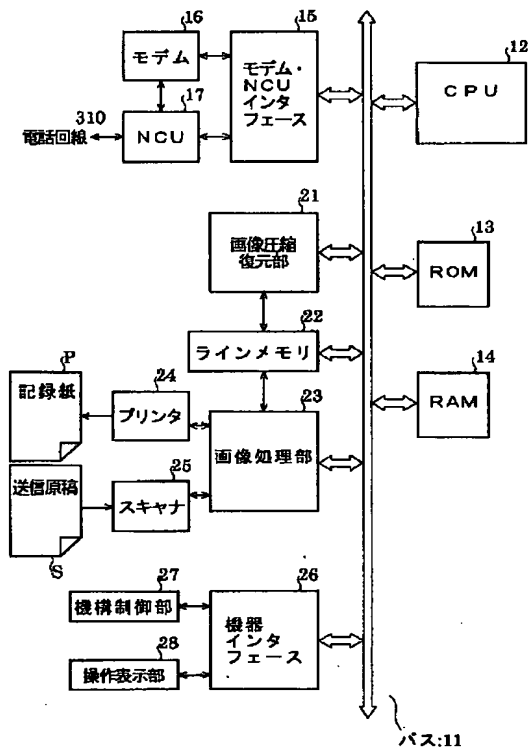 16
モデム
17
NCU
310
電話回線
15
モデム・
NCU
インタ
フェース
12
CPU
21
画像圧縮
復元部
13
ROM
22
ラインメモリ
14
RAM
P
記録紙
24
プリンタ
23
画像処理部
送信原稿
25
スキャナ
S
27
機構制御部
26
機器
インタ
フェース
28
操作表示部
バス:11